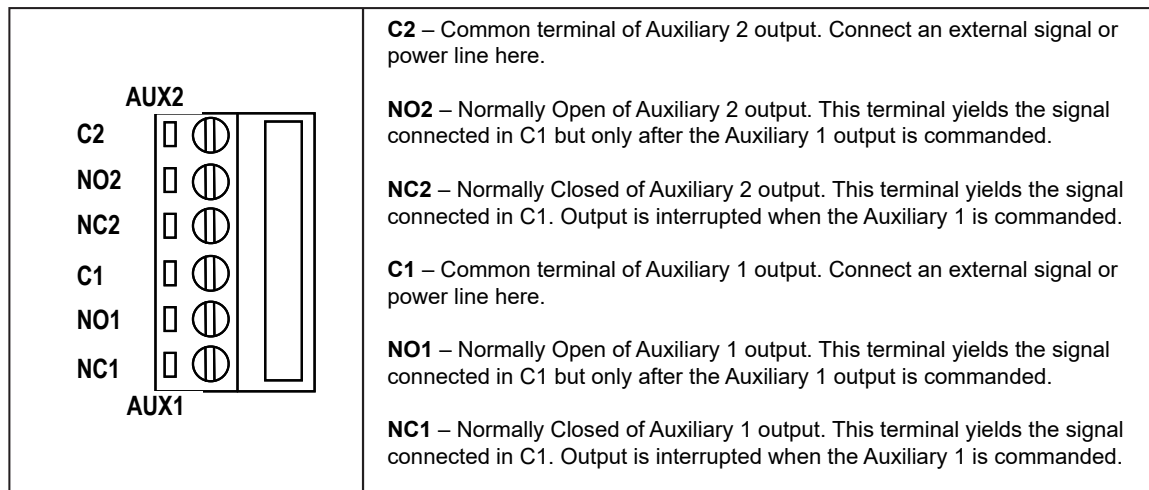 AUX2
C2
NO2
NC2
C1
NO1
NC1
AUX1
C2 – Common terminal of Auxiliary 2 output. Connect an external signal or
power line here.
NO2 – Normally Open of Auxiliary 2 output. This terminal yields the signal
connected in C1 but only after the Auxiliary 1 output is commanded.
NC2 – Normally Closed of Auxiliary 2 output. This terminal yields the signal
connected in C1. Output is interrupted when the Auxiliary 1 is commanded.
C1 – Common terminal of Auxiliary 1 output. Connect an external signal or
power line here.
NO1 – Normally Open of Auxiliary 1 output. This terminal yields the signal
connected in C1 but only after the Auxiliary 1 output is commanded.
NC1 – Normally Closed of Auxiliary 1 output. This terminal yields the signal
connected in C1. Output is interrupted when the Auxiliary 1 is commanded.